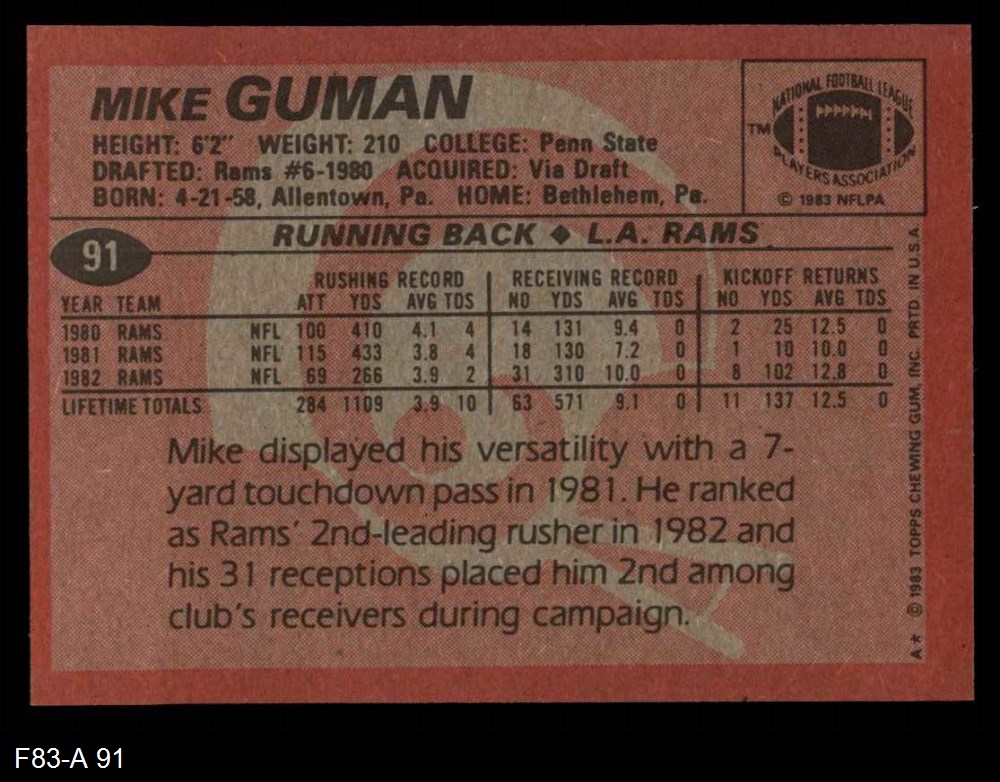 MIKE GUMAN
HEIGHT: 6'2" WEIGHT: 210 COLLEGE: Penn State
DRAFTED: Rams #6-1980 ACQUIRED: Via Draft
BORN: 4-21-58, Allentown, Pa. HOME: Bethlehem, Pa.
NATIONAL FOOTBALL LEAGUE
TM
PLAYERS ASSOCIATION
© 1983 NFLPA
91
RUNNING BACK ◆ L.A. RAMS
RUSHING RECORD RECEIVING RECORD KICKOFF RETURNS
YEAR TEAM ATT YDS AVG TDS NO YDS AVG TDS NO YDS AVG TDS
1980 RAMS NFL 100 410 4.1 4 14 131 9.4 0 2 25 12.5 0
1981 RAMS NFL 115 433 3.8 4 18 130 7.2 0 1 10 10.0 0
1982 RAMS NFL 69 266 3.9 2 31 310 10.0 0 8 102 12.8 0
LIFETIME TOTALS 284 1109 3.9 10 63 571 9.1 0 11 137 12.5 0
Mike displayed his versatility with a 7-
yard touchdown pass in 1981. He ranked
as Rams' 2nd-leading rusher in 1982 and
his 31 receptions placed him 2nd among
club's receivers during campaign.
A* © 1983 TOPPS CHEWING GUM, INC. PRTD. IN U.S.A.
F83-A 91